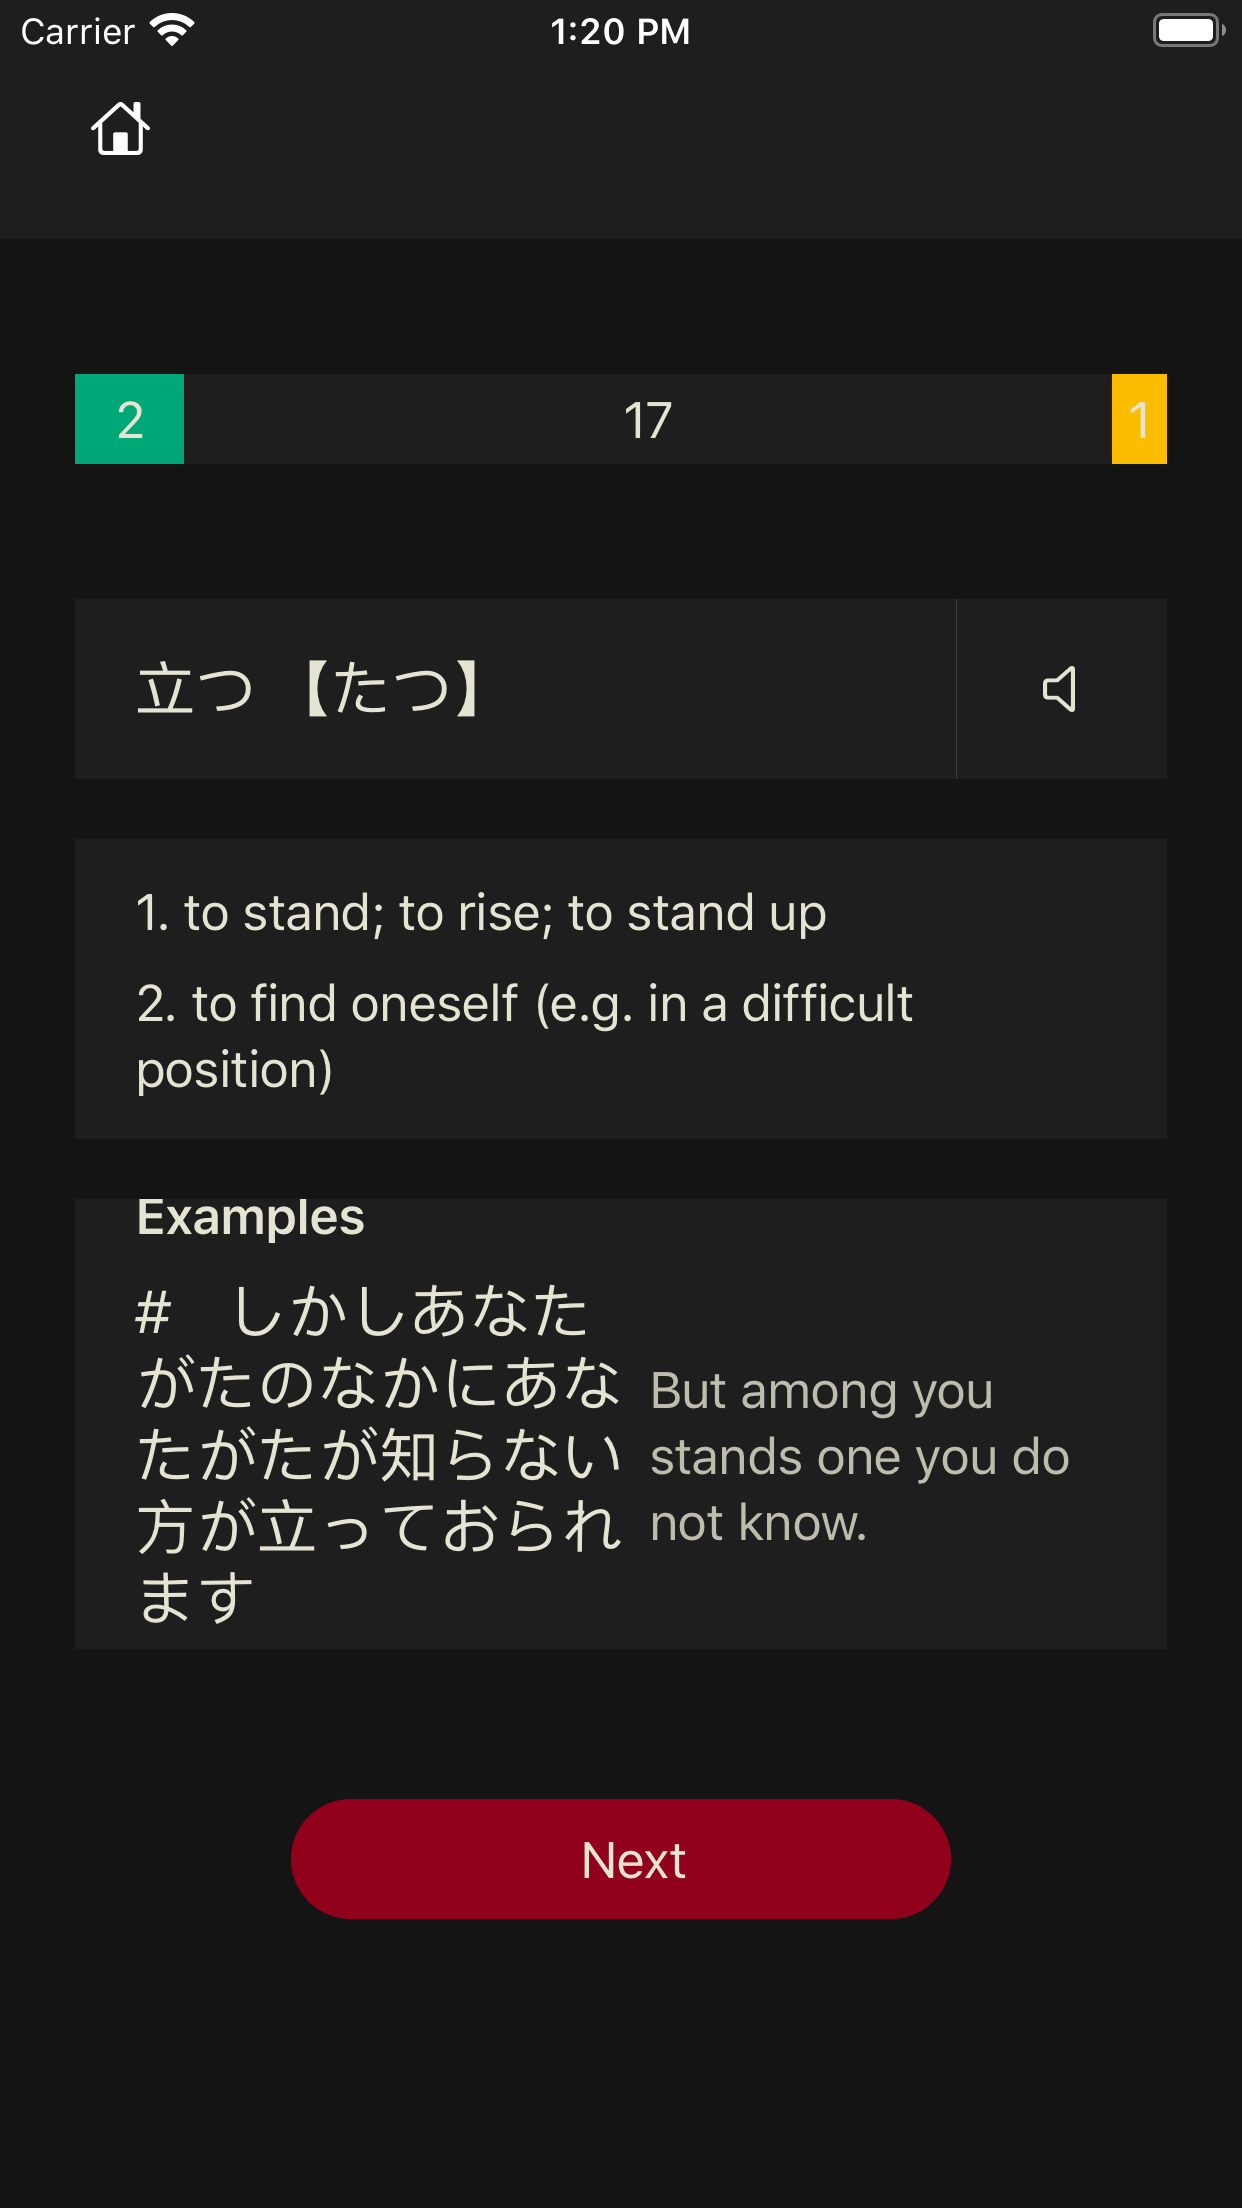 Carrier 1:20 PM
2 17 1
立つ 【たつ】
1. to stand; to rise; to stand up
2. to find oneself (e.g. in a difficult
position)
Examples
#　しかしあなた
がたのなかにあな
たがたが知らない
方が立っておられ
ます
But among you
stands one you do
not know.
Next